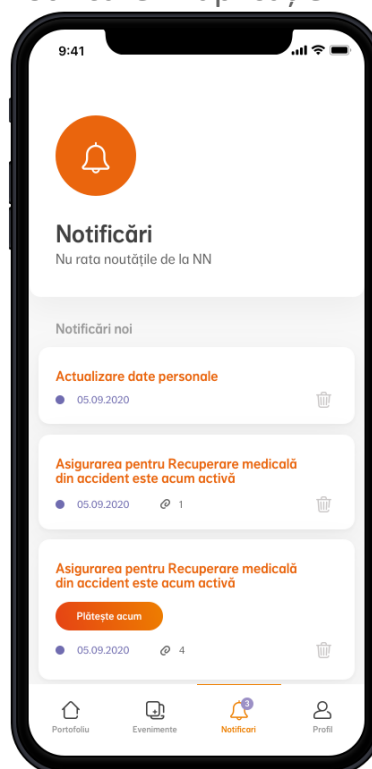 9:41
Notificări
Nu rata noutățile de la NN
Notificări noi
Actualizare date personale
05.09.2020
Asigurarea pentru Recuperare medicală
din accident este acum activă
05.09.2020 1
Asigurarea pentru Recuperare medicală
din accident este acum activă
Plătește acum
05.09.2020 4
3
Portofoliu Evenimente Notificari Profil